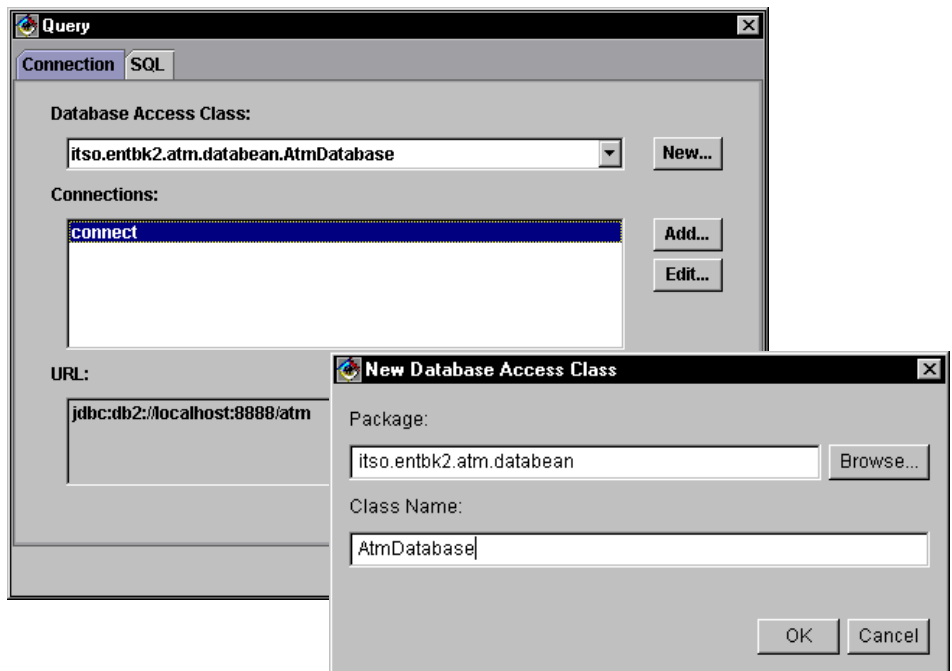 Query
Connection SQL
Database Access Class:
itso.entbk2.atm.databean.AtmDatabase New...
Connections:
connect
Add...
Edit...
URL:
jdbc:db2://localhost:8888/atm
New Database Access Class
Package:
itso.entbk2.atm.databean Browse...
Class Name:
AtmDatabase
OK Cancel